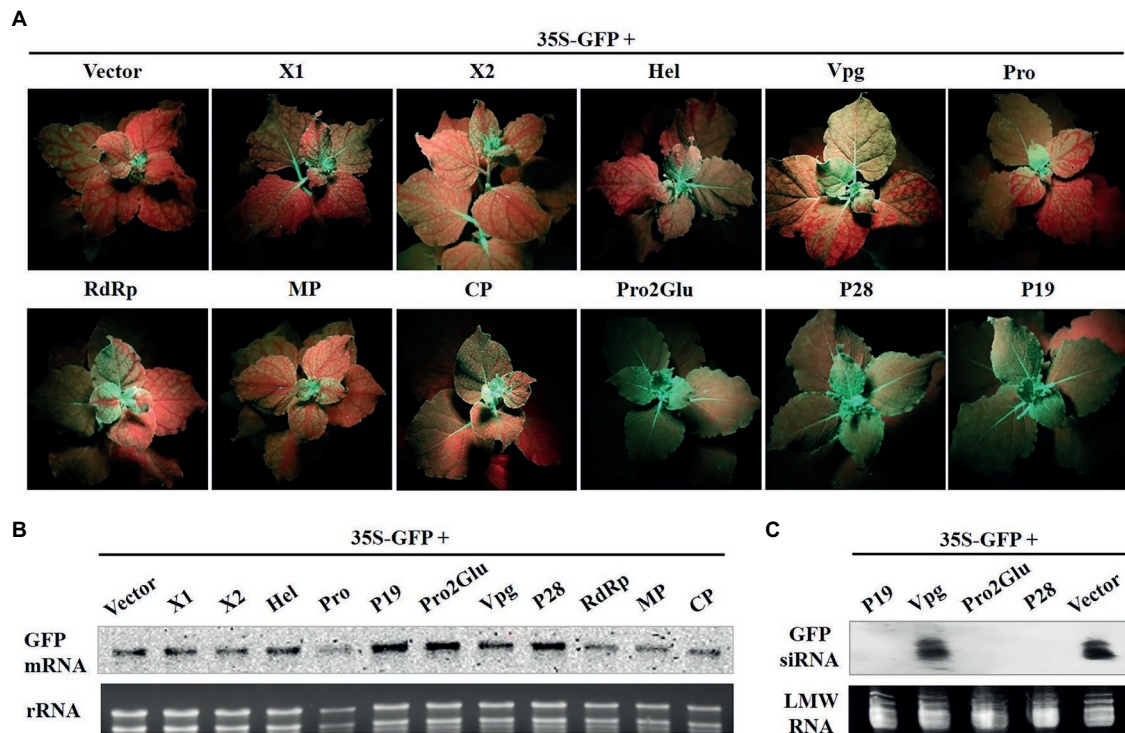 A
35S-GFP +
Vector X1 X2 Hel Vpg Pro
RdRp MP CP Pro2Glu P28 P19
B
35S-GFP +
Vector X1 X2 Hel Pro P19 Pro2Glu Vpg P28 RdRp MP CP
GFP
mRNA
rRNA
C
35S-GFP +
P19 Vpg Pro2Glu P28 Vector
GFP
siRNA
LMW
RNA